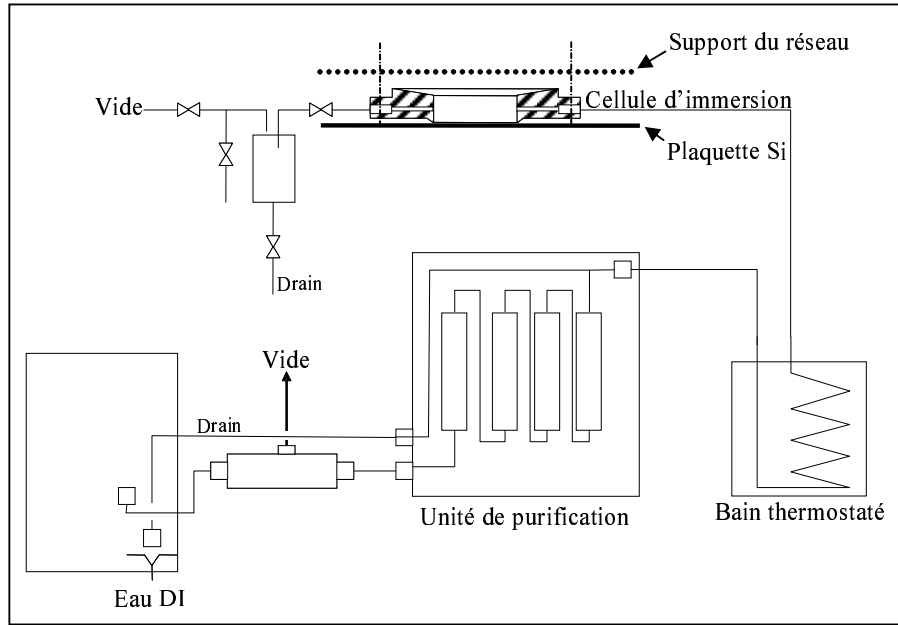 Support du réseau
Vide
Cellule d'immersion
Plaquette Si
Drain
Vide
Drain
Unité de purification
Bain thermostaté
Eau DI